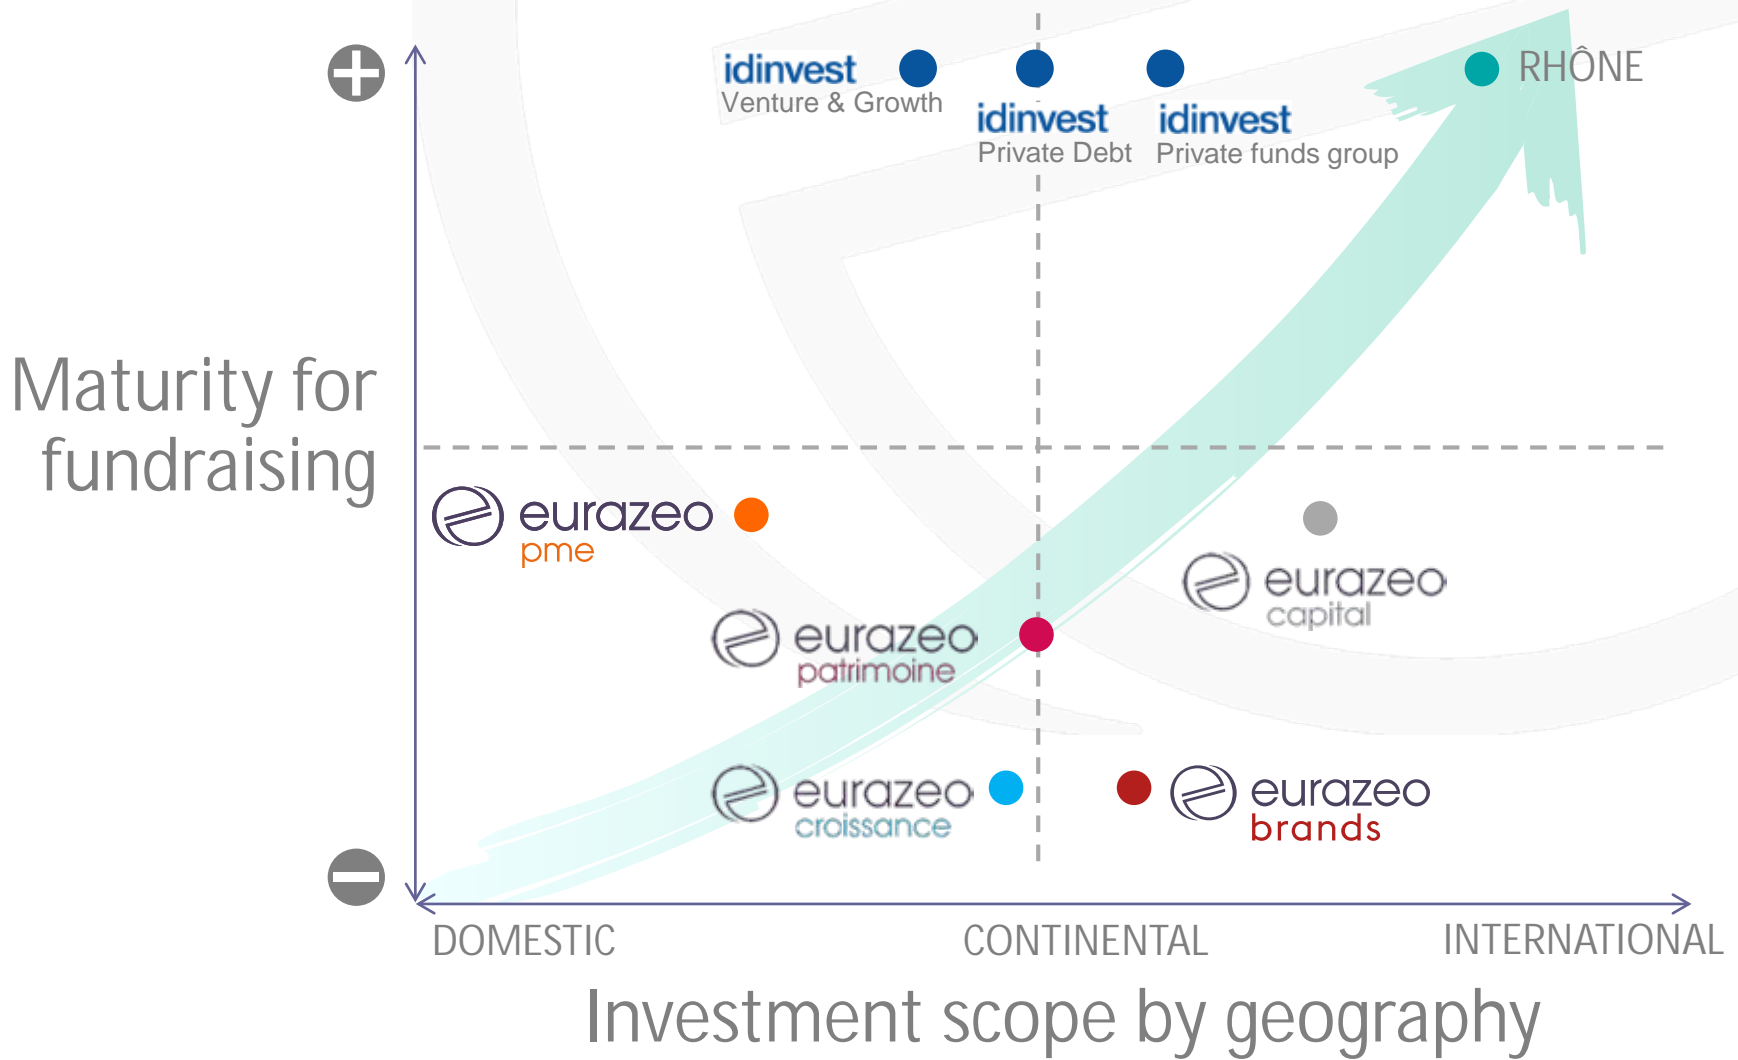 idinvest
Venture & Growth
idinvest
Private Debt
idinvest
Private funds group
RHÔNE
Maturity for
fundraising
eurazeo
pme
eurazeo
capital
eurazeo
patrimoine
eurazeo
croissance
eurazeo
brands
DOMESTIC
CONTINENTAL
INTERNATIONAL
Investment scope by geography